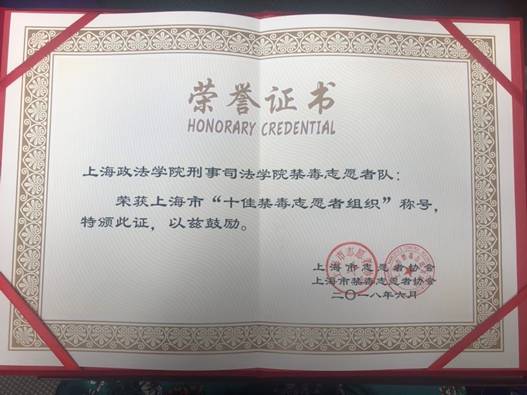 荣誉证书
HONORARY CREDENTIAL
上海政法学院刑事司法学院禁毒志愿者队：
荣获上海市“十佳禁毒志愿者组织”称号，
特颁此证，以兹鼓励。
上海市志愿者协会
上海市禁毒志愿者协会
二〇一八年六月